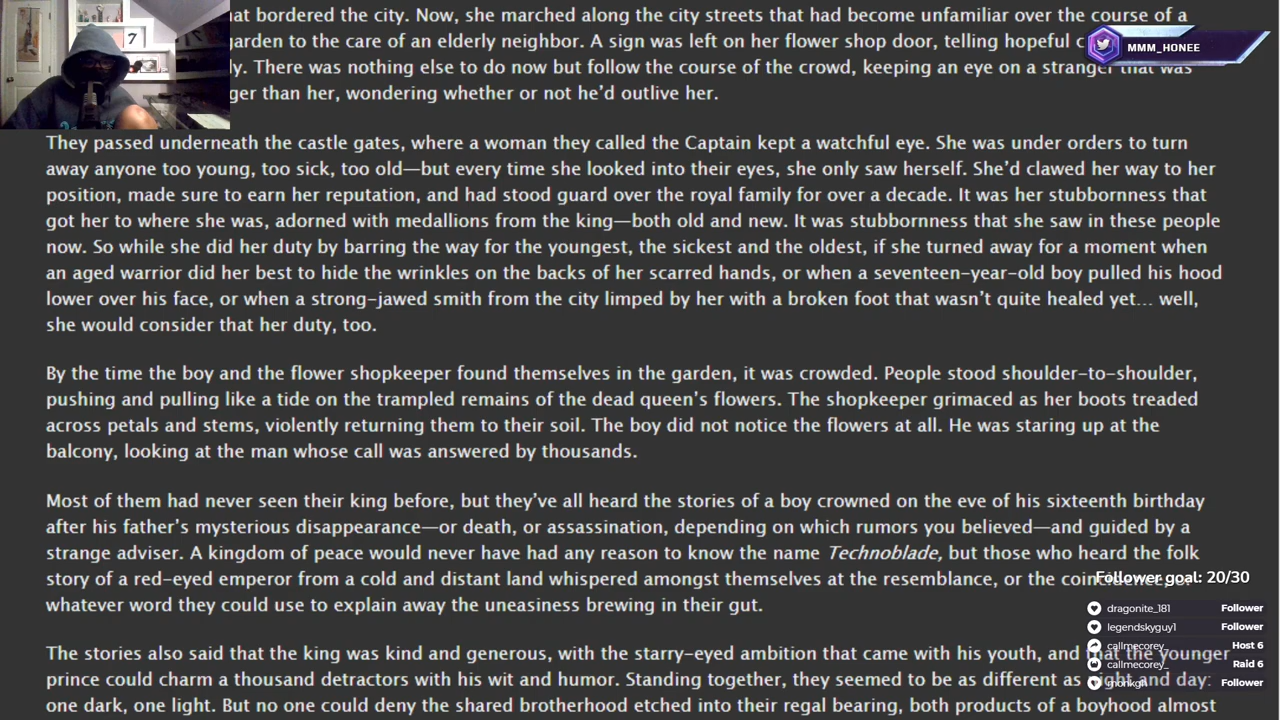 at bordered the city. Now, she marched along the city streets that had become unfamiliar over the course of a
7
garden to the care of an elderly neighbor. A sign was left on her flower shop door, telling hopeful
MMM_HONEE
y. There was nothing else to do now but follow the course of the crowd, keeping an eye on a stranger that was
ger than her, wondering whether or not he'd outlive her.
They passed underneath the castle gates, where a woman they called the Captain kept a watchful eye. She was under orders to turn
away anyone too young, too sick, too old—but every time she looked into their eyes, she only saw herself. She'd clawed her way to her
position, made sure to earn her reputation, and had stood guard over the royal family for over a decade. It was her stubbornness that
got her to where she was, adorned with medallions from the king—both old and new. It was stubbornness that she saw in these people
now. So while she did her duty by barring the way for the youngest, the sickest and the oldest, if she turned away for a moment when
an aged warrior did her best to hide the wrinkles on the backs of her scarred hands, or when a seventeen-year-old boy pulled his hood
lower over his face, or when a strong-jawed smith from the city limped by her with a broken foot that wasn't quite healed yet... well,
she would consider that her duty, too.
By the time the boy and the flower shopkeeper found themselves in the garden, it was crowded. People stood shoulder-to-shoulder,
pushing and pulling like a tide on the trampled remains of the dead queen's flowers. The shopkeeper grimaced as her boots treaded
across petals and stems, violently returning them to their soil. The boy did not notice the flowers at all. He was staring up at the
balcony, looking at the man whose call was answered by thousands.
Most of them had never seen their king before, but they've all heard the stories of a boy crowned on the eve of his sixteenth birthday
after his father's mysterious disappearance—or death, or assassination, depending on which rumors you believed—and guided by a
strange adviser. A kingdom of peace would never have had any reason to know the name Technoblade, but those who heard the folk
story of a red-eyed emperor from a cold and distant land whispered amongst themselves at the resemblance, or the
Follower goal: 20/30
whatever word they could use to explain away the uneasiness brewing in their gut.
dragonite_181 Follower
legendskyguy1 Follower
callmecorey_ Host 6
The stories also said that the king was kind and generous, with the starry-eyed ambition that came with his youth, and that the younger
callmecorey_ Raid 6
prince could charm a thousand detractors with his wit and humor. Standing together, they seemed to be as different as night and day:
Follower
one dark, one light. But no one could deny the shared brotherhood etched into their regal bearing, both products of a boyhood almost